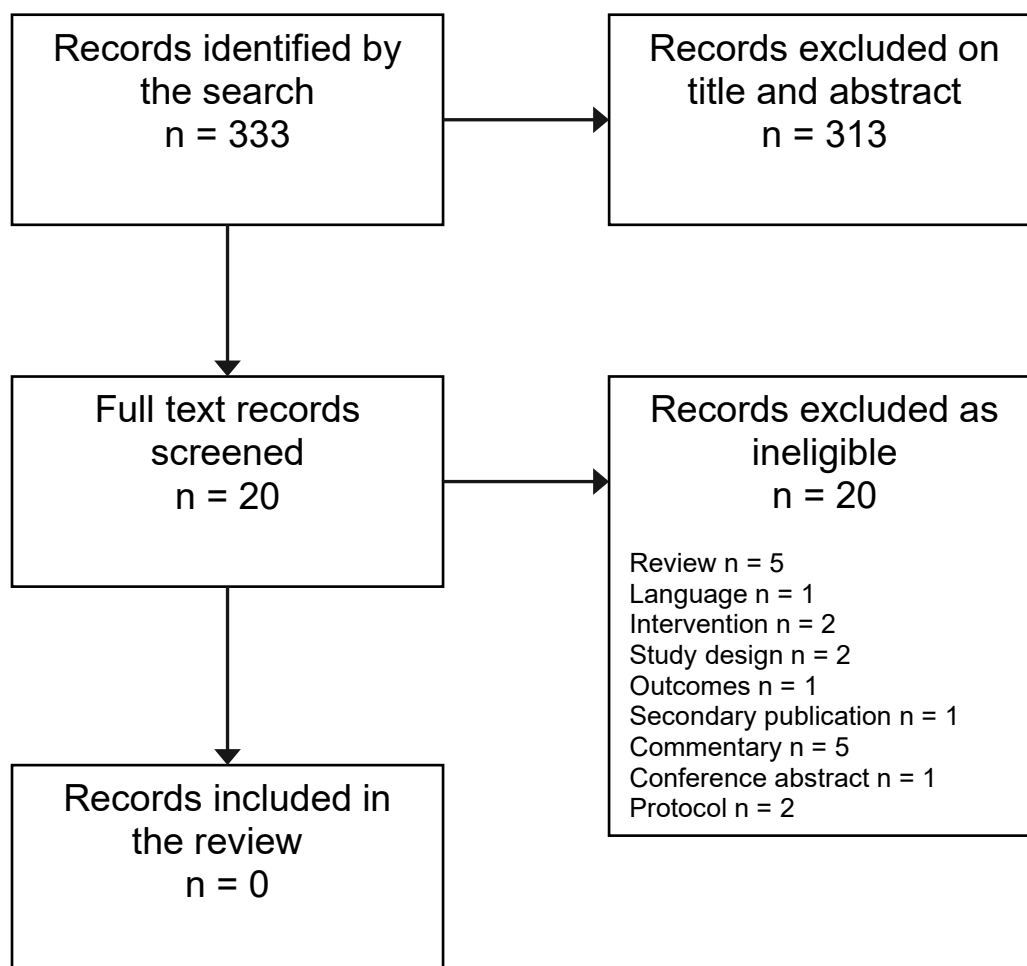 Records identified by
the search
n = 333
Records excluded on
title and abstract
n = 313
Full text records
screened
n = 20
Records excluded as
ineligible
n = 20
Review n = 5
Language n = 1
Intervention n = 2
Study design n = 2
Outcomes n = 1
Secondary publication n = 1
Commentary n = 5
Conference abstract n = 1
Protocol n = 2
Records included in
the review
n = 0